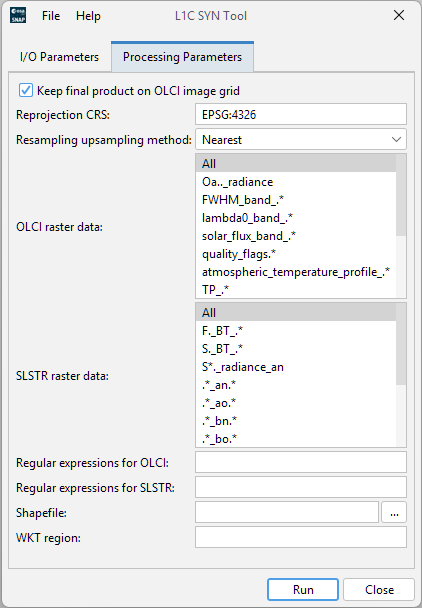 esa
SNAP
L1C SYN Tool
File Help
I/O Parameters Processing Parameters
Keep final product on OLCI image grid
Reprojection CRS: EPSG:4326
Resampling upsampling method: Nearest
OLCI raster data:
All
Oa.._radiance
FWHM_band_.*
lambda0_band_.*
solar_flux_band_.*
quality_flags.*
atmospheric_temperature_profile_.*
TP_.*
SLSTR raster data:
All
F._BT_.*
S._BT_.*
S*._radiance_an
.*_an.*
.*_ao.*
.*_bn.*
.*_bo.*
Regular expressions for OLCI:
Regular expressions for SLSTR:
Shapefile: ...
WKT region:
Run Close